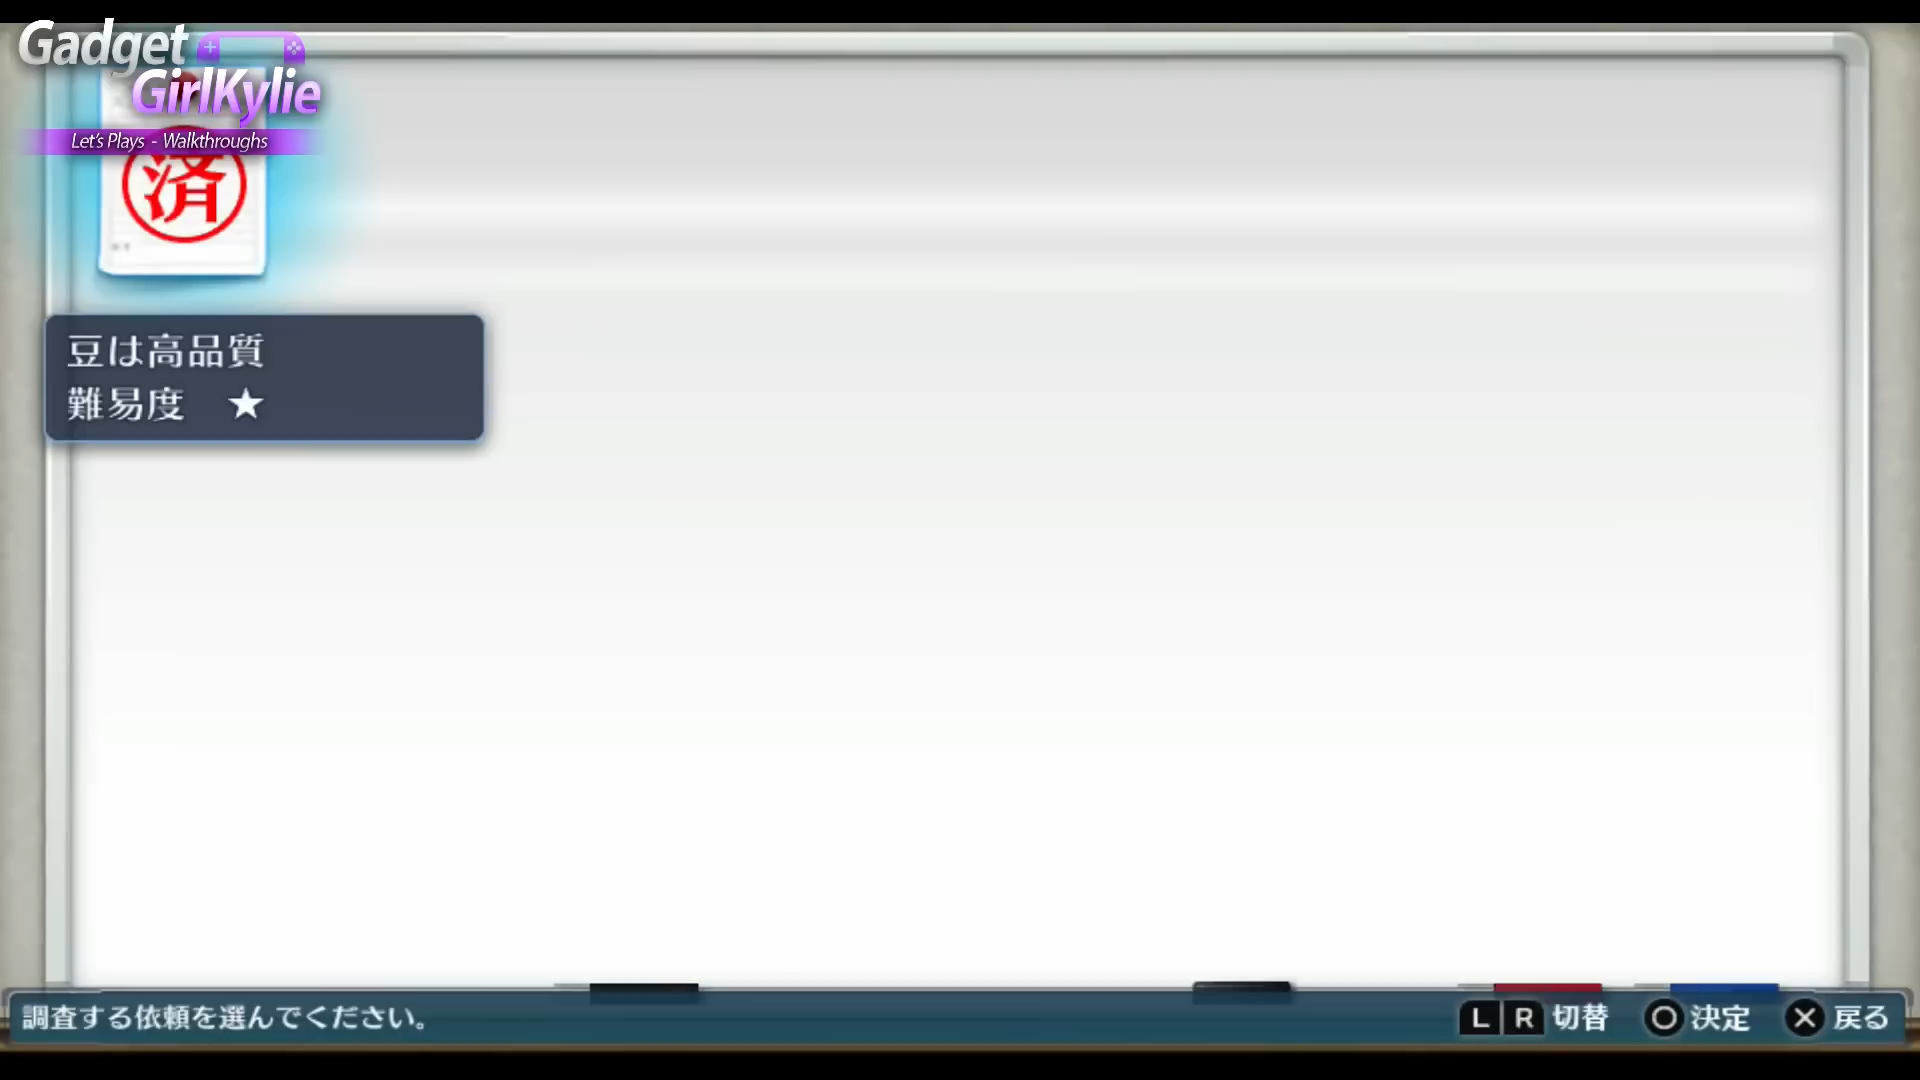 Gadget
GirlKylie
Let's Plays - Walkthroughs
済
豆は高品質
難易度 ★
調査する依頼を選んでください。
L R 切替 ○ 決定 × 戻る